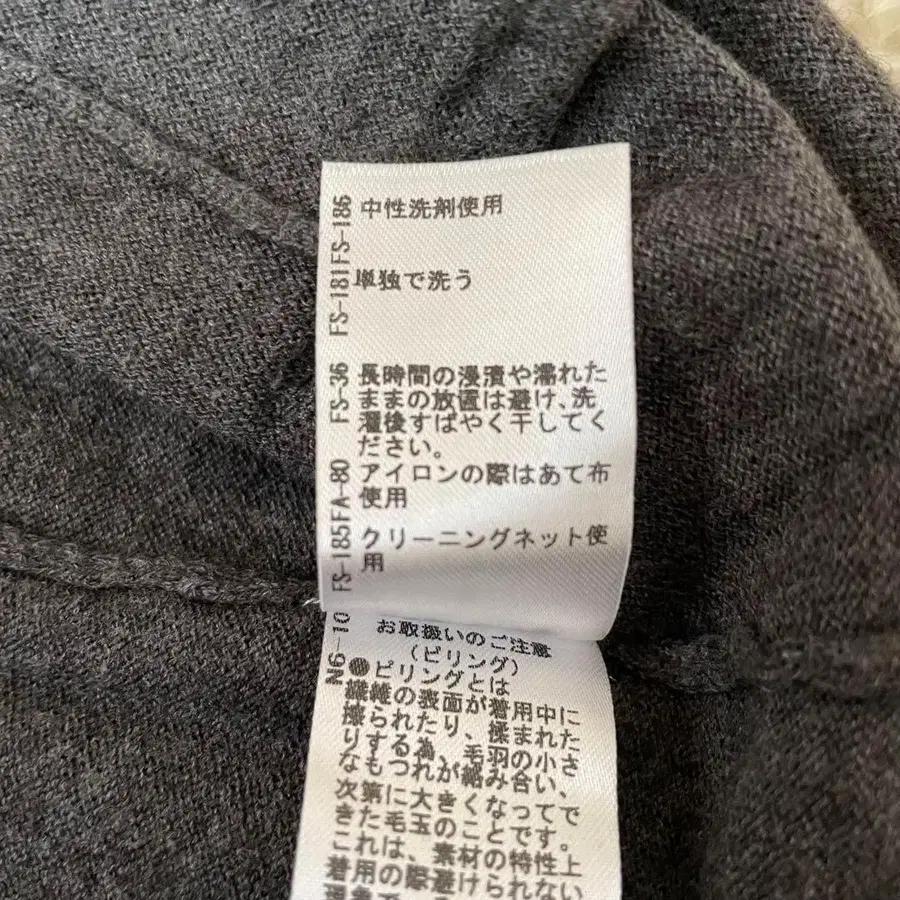 FS-186 中性洗剤使用
FS-181 単独で洗う
FS-36 長時間の浸漬や濡れた
ままの放置は避け、洗
濯後すばやく干してく
ださい。
FA-80 アイロンの際はあて布
使用
FS-185 クリーニングネット使
用
N6-10 お取扱いのご注意
（ピリング）
●ピリングとは
繊維の表面が着用中に
擦られたり、揉まれた
りする為、毛羽の小さ
なもつれが絡み合い、
次第に大きくなってで
きた毛玉のことです。
これは、素材の特性上
着用の際避けられない